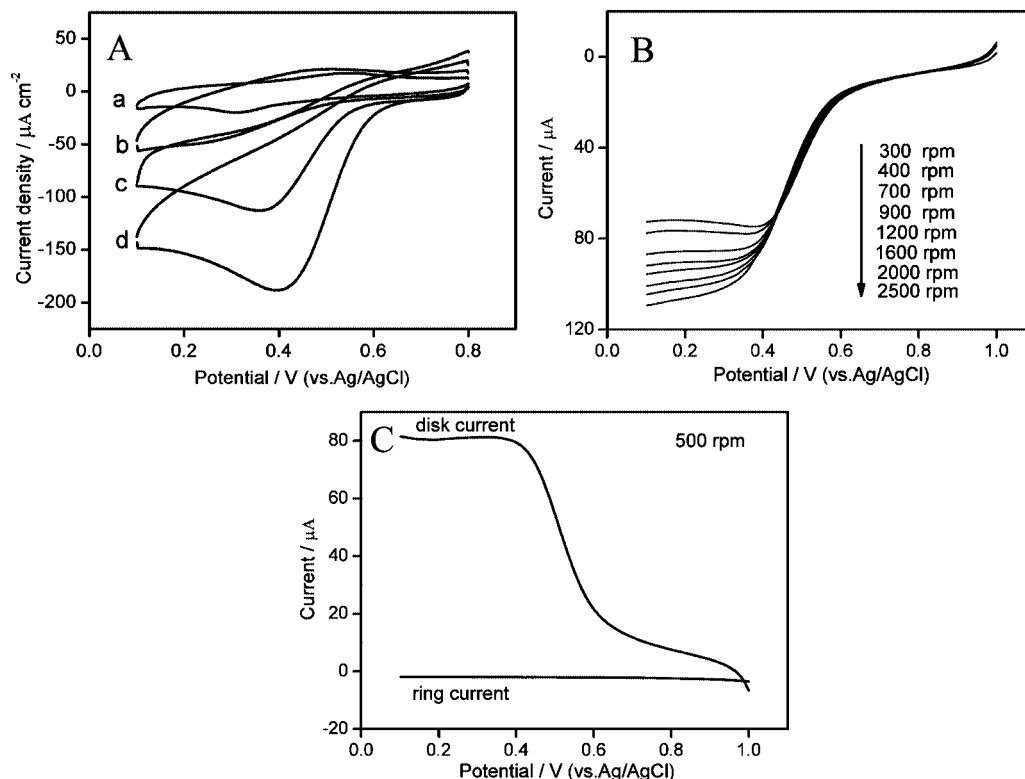 A
50
0
-50
-100
-150
-200
Current density / μA cm-2
a
b
c
d
0.0 0.2 0.4 0.6 0.8
Potential / V (vs.Ag/AgCl)
B
0
40
80
120
Current / μA
300 rpm
400 rpm
700 rpm
900 rpm
1200 rpm
1600 rpm
2000 rpm
2500 rpm
0.0 0.2 0.4 0.6 0.8 1.0
Potential / V (vs.Ag/AgCl)
C
disk current
500 rpm
80
60
40
20
0
-20
Current / μA
ring current
0.0 0.2 0.4 0.6 0.8 1.0
Potential / V (vs.Ag/AgCl)